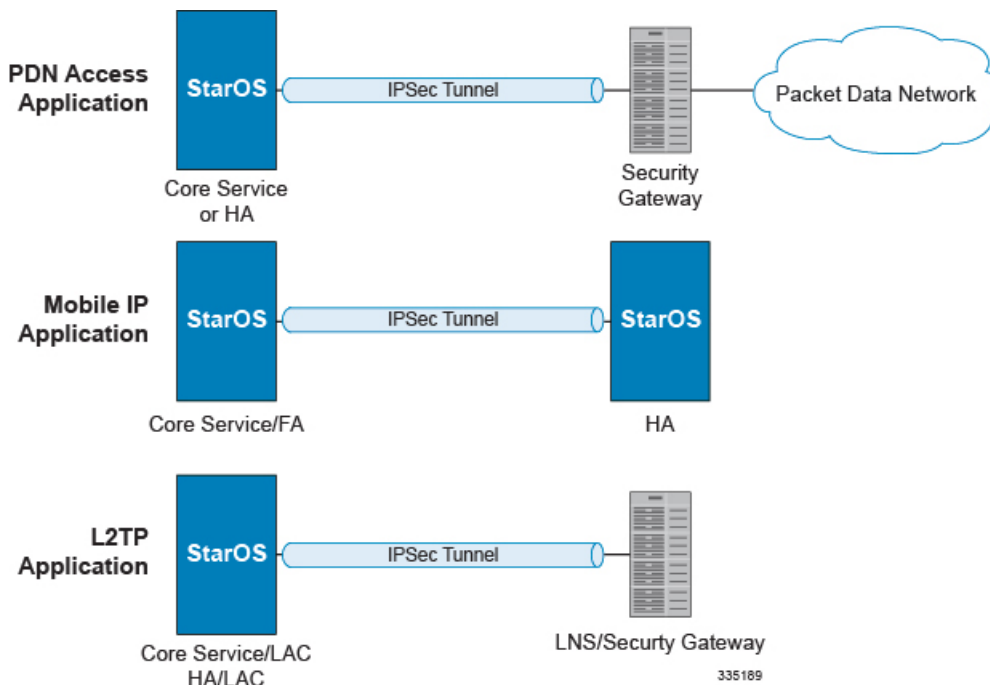 PDN Access
Application
StarOS
IPSec Tunnel
Packet Data Network
Core Service
or HA
Security
Gateway
Mobile IP
Application
StarOS
IPSec Tunnel
StarOS
Core Service/FA
HA
L2TP
Application
StarOS
IPSec Tunnel
Core Service/LAC
HA/LAC
LNS/Securty Gateway
335189